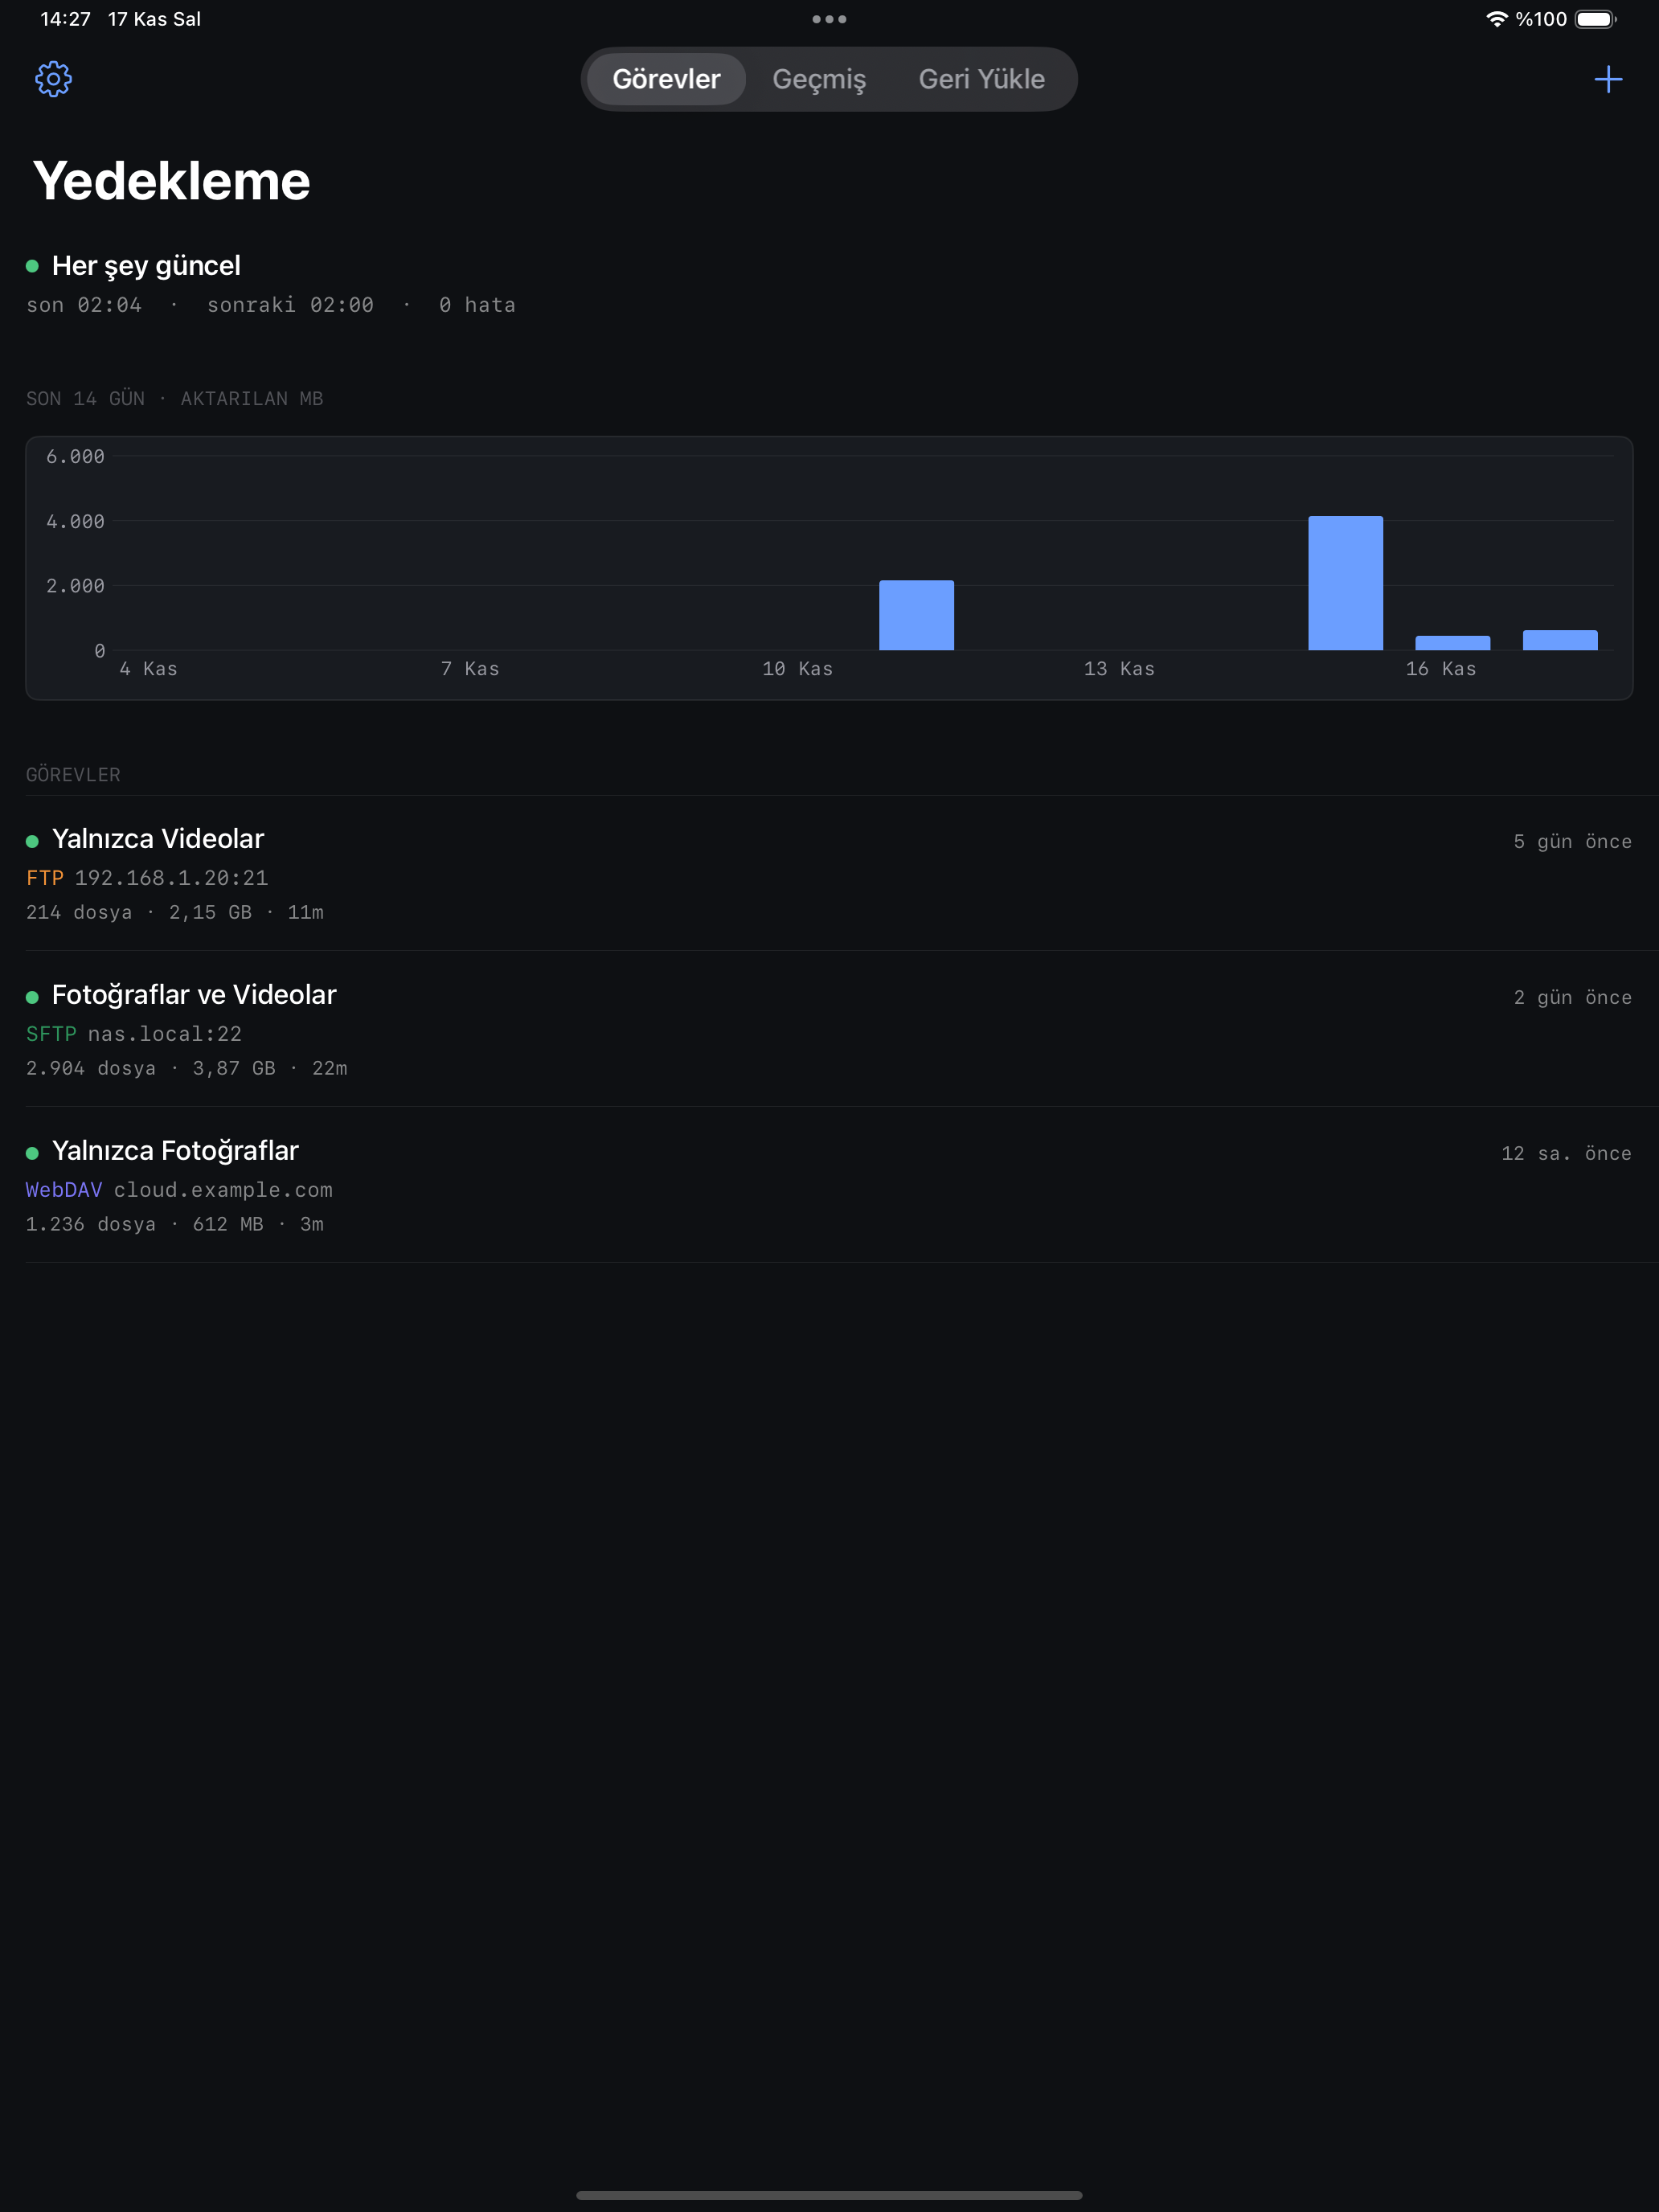 14:27 17 Kas Sal
%100
Görevler Geçmiş Geri Yükle
Yedekleme
Her şey güncel
son 02:04 · sonraki 02:00 · 0 hata
SON 14 GÜN · AKTARILAN MB
6.000
4.000
2.000
0
4 Kas 7 Kas 10 Kas 13 Kas 16 Kas
GÖREVLER
Yalnızca Videolar 5 gün önce
FTP 192.168.1.20:21
214 dosya · 2,15 GB · 11m
Fotoğraflar ve Videolar 2 gün önce
SFTP nas.local:22
2.904 dosya · 3,87 GB · 22m
Yalnızca Fotoğraflar 12 sa. önce
WebDAV cloud.example.com
1.236 dosya · 612 MB · 3m